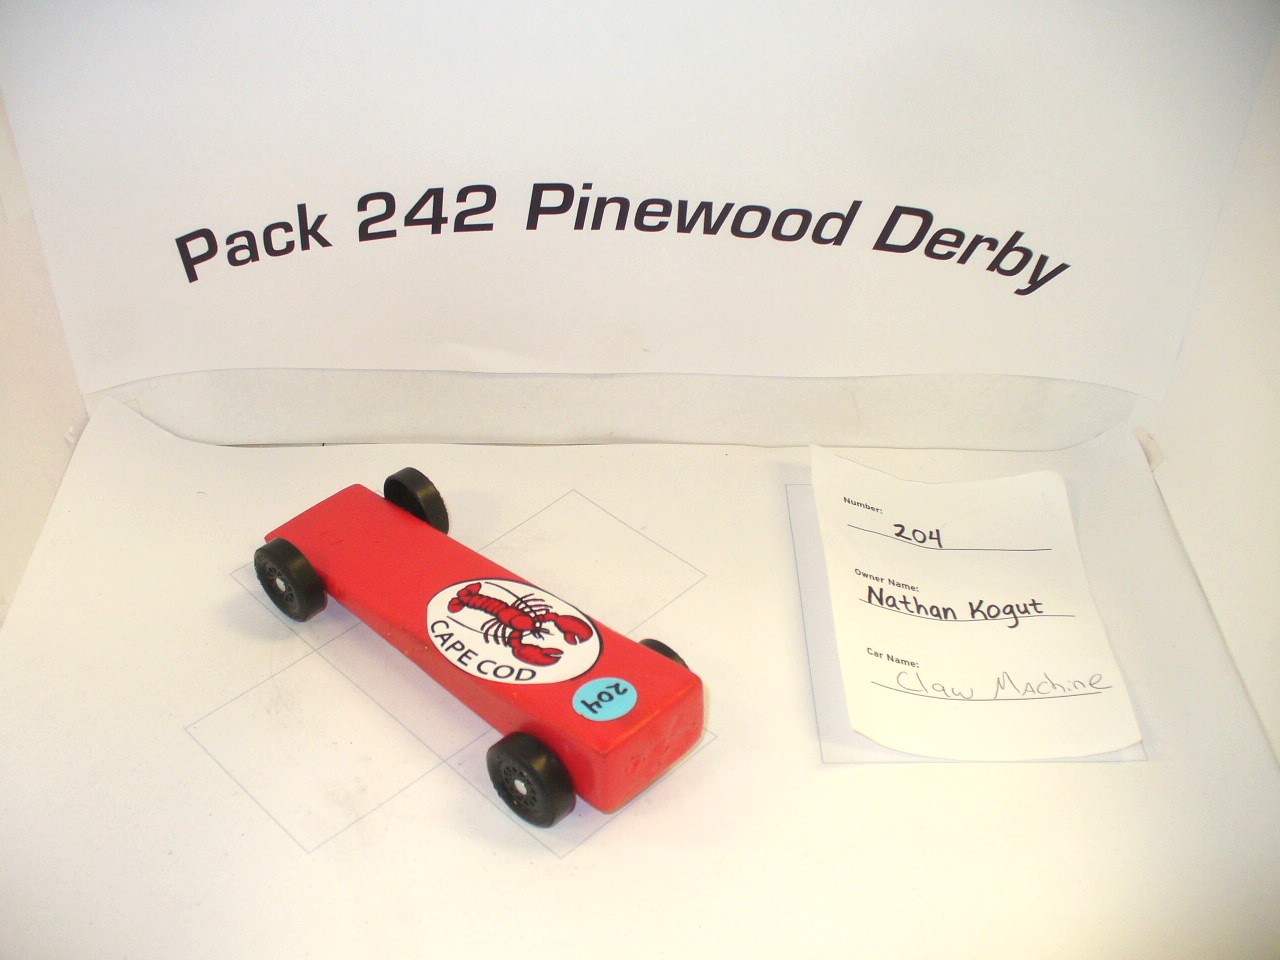 Pack 242 Pinewood Derby
Number:
204
Owner Name:
Nathan Kogut
Car Name:
Claw Machine
CAPE COD
204